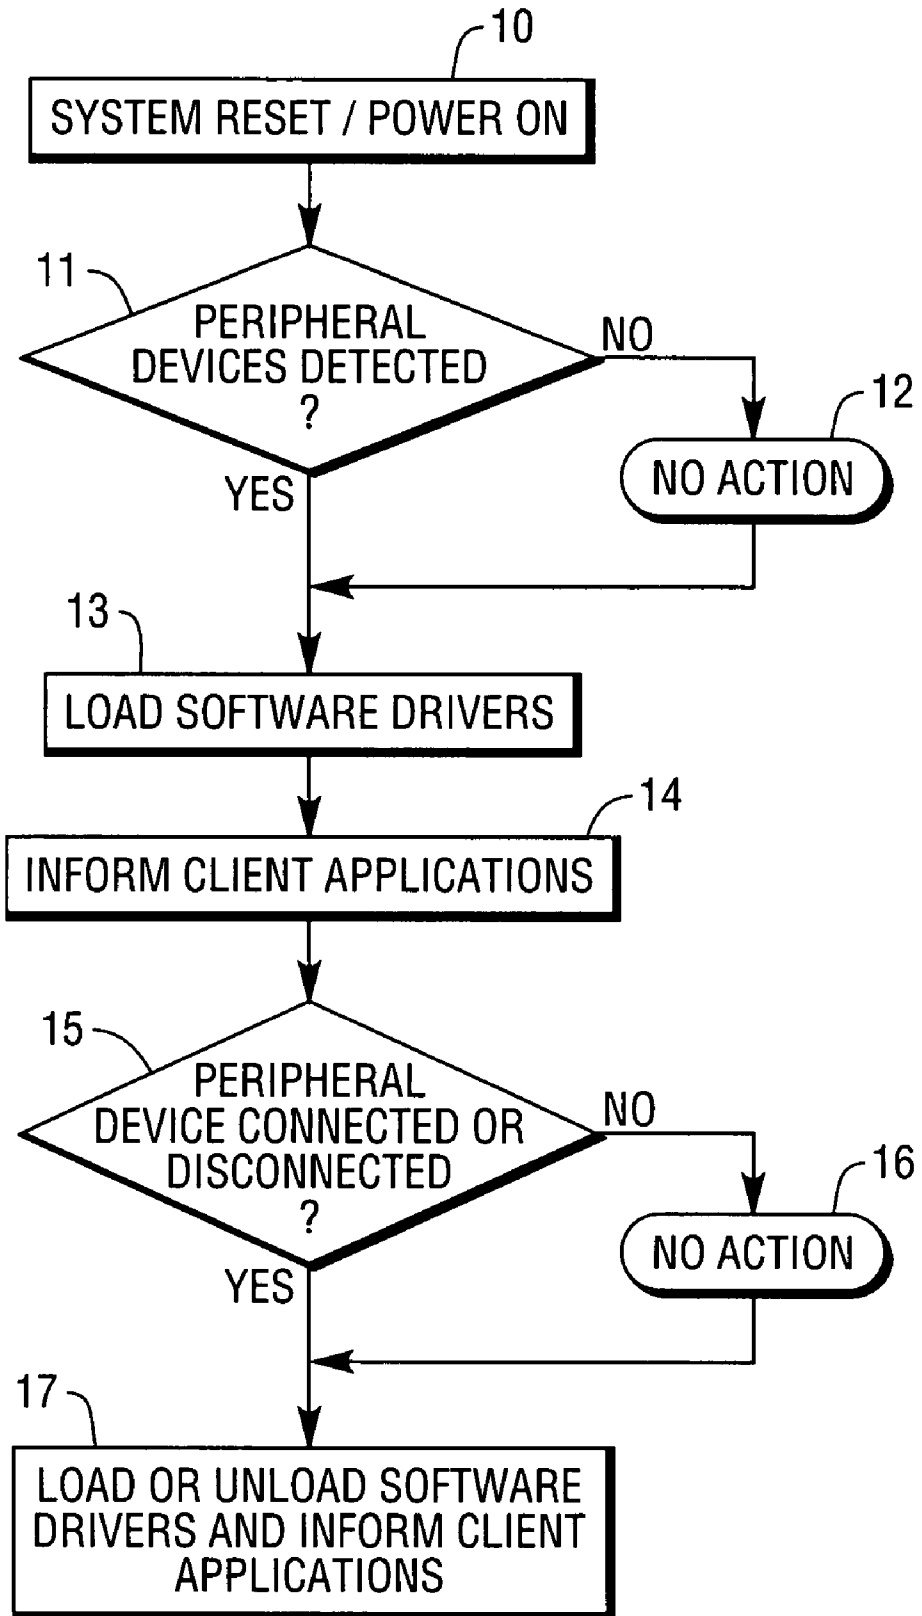 10
SYSTEM RESET / POWER ON
11
PERIPHERAL
DEVICES DETECTED
?
NO
12
NO ACTION
YES
13
LOAD SOFTWARE DRIVERS
14
INFORM CLIENT APPLICATIONS
15
PERIPHERAL
DEVICE CONNECTED OR
DISCONNECTED
?
NO
16
NO ACTION
YES
17
LOAD OR UNLOAD SOFTWARE
DRIVERS AND INFORM CLIENT
APPLICATIONS